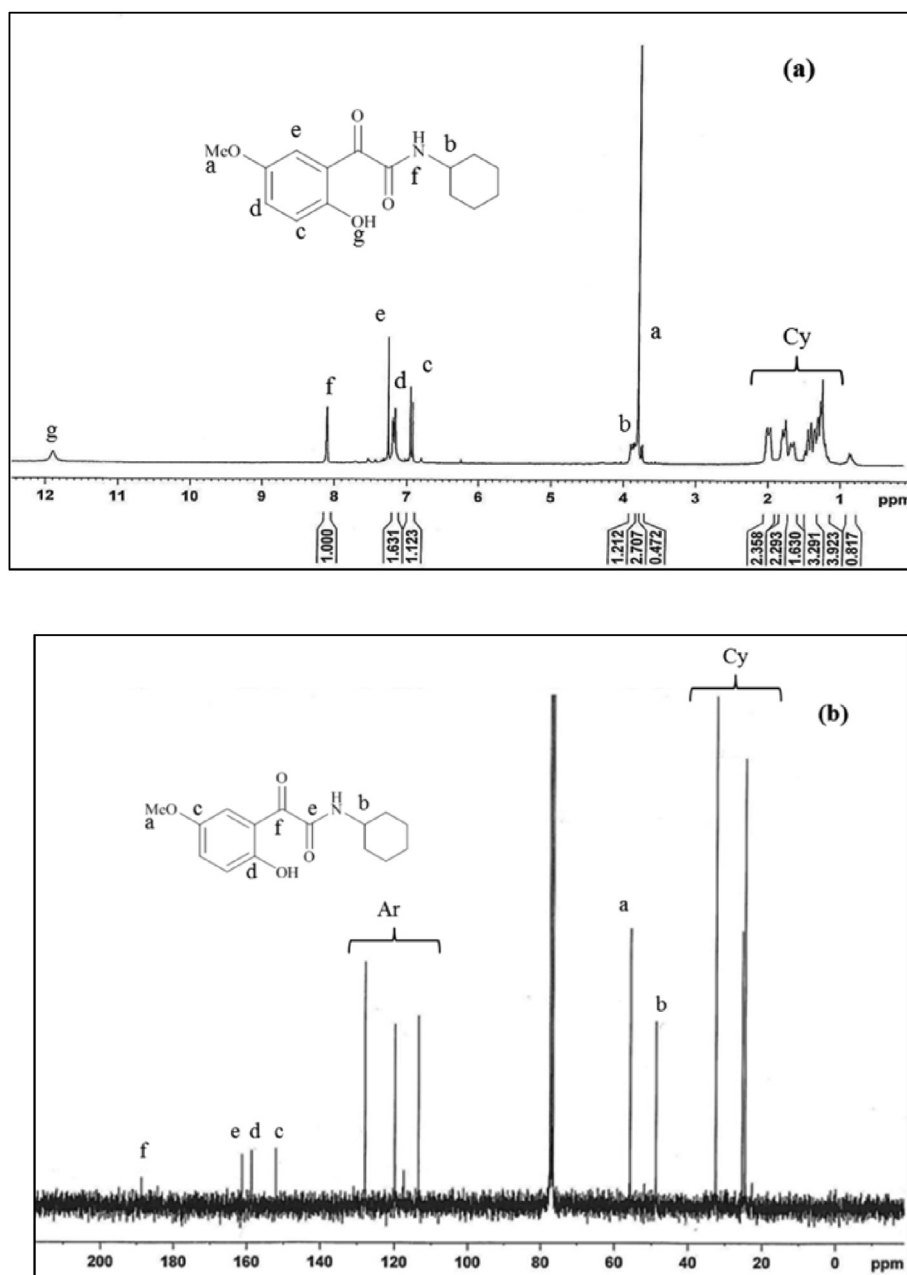 (a)
O
H
e
b
MeO
N
a
f
O
d
OH
c
g
e
a
Cy
c
f
d
b
g
12 11 10 9 8 7 6 5 4 3 2 1 ppm
1.000 1.631 1.123 1.212 2.707 0.472 2.358 2.293 1.630 3.291 3.923 0.817
Cy
(b)
O
H
c
e
b
MeO
N
a
f
O
d
OH
Ar
a
b
e d c
f
200 180 160 140 120 100 80 60 40 20 0 ppm